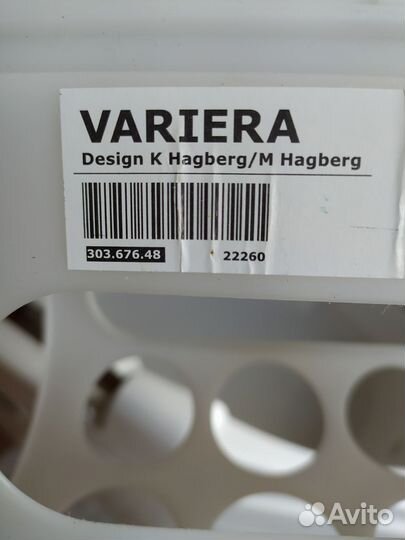 VARIERA
Design K Hagberg/M Hagberg
303.676.48 22260
Avito